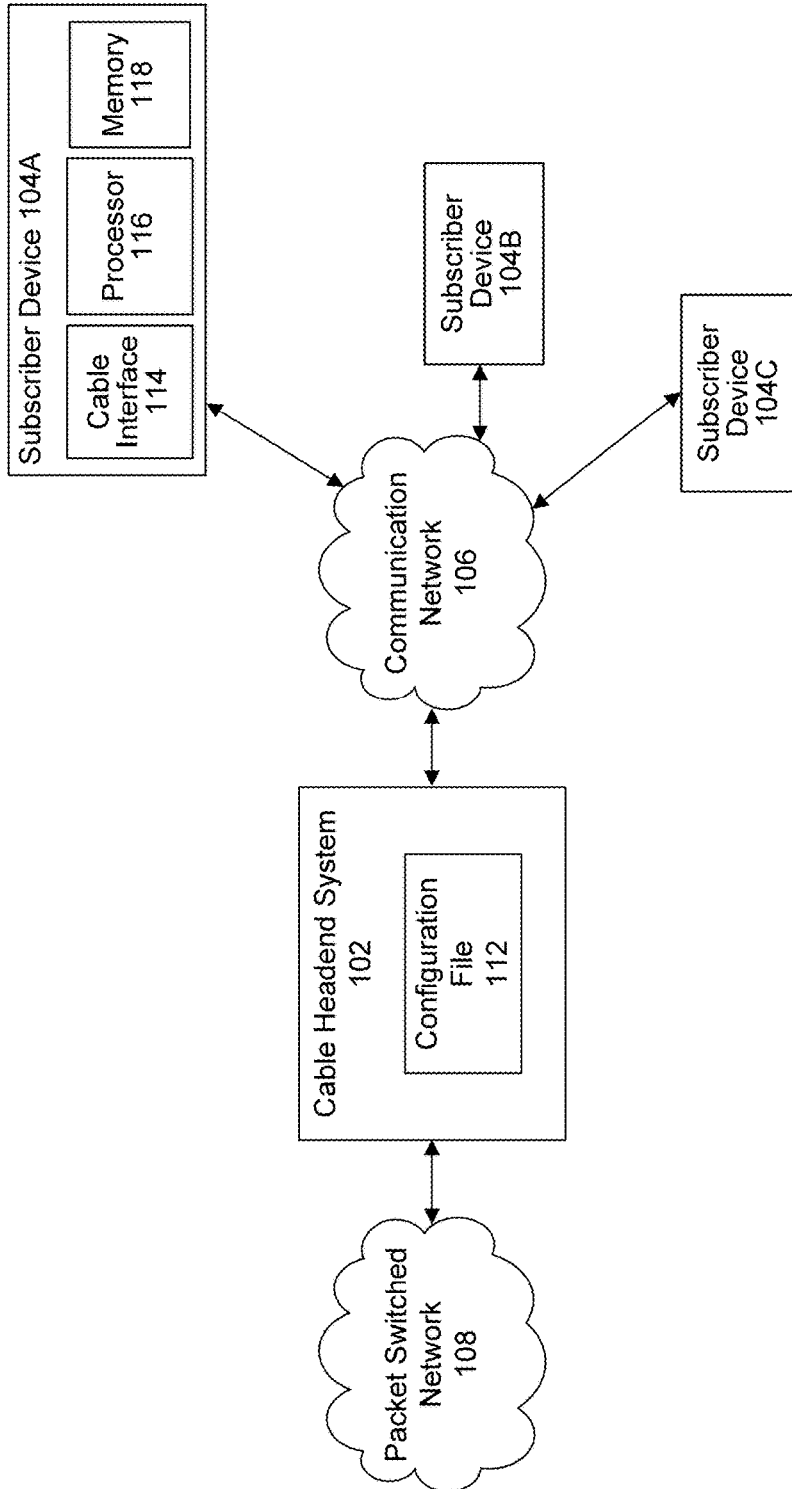 Packet Switched
Network
108
Cable Headend System
102
Configuration
File
112
Communication
Network
106
Subscriber Device 104A
Cable
Interface
114
Processor
116
Memory
118
Subscriber
Device
104B
Subscriber
Device
104C